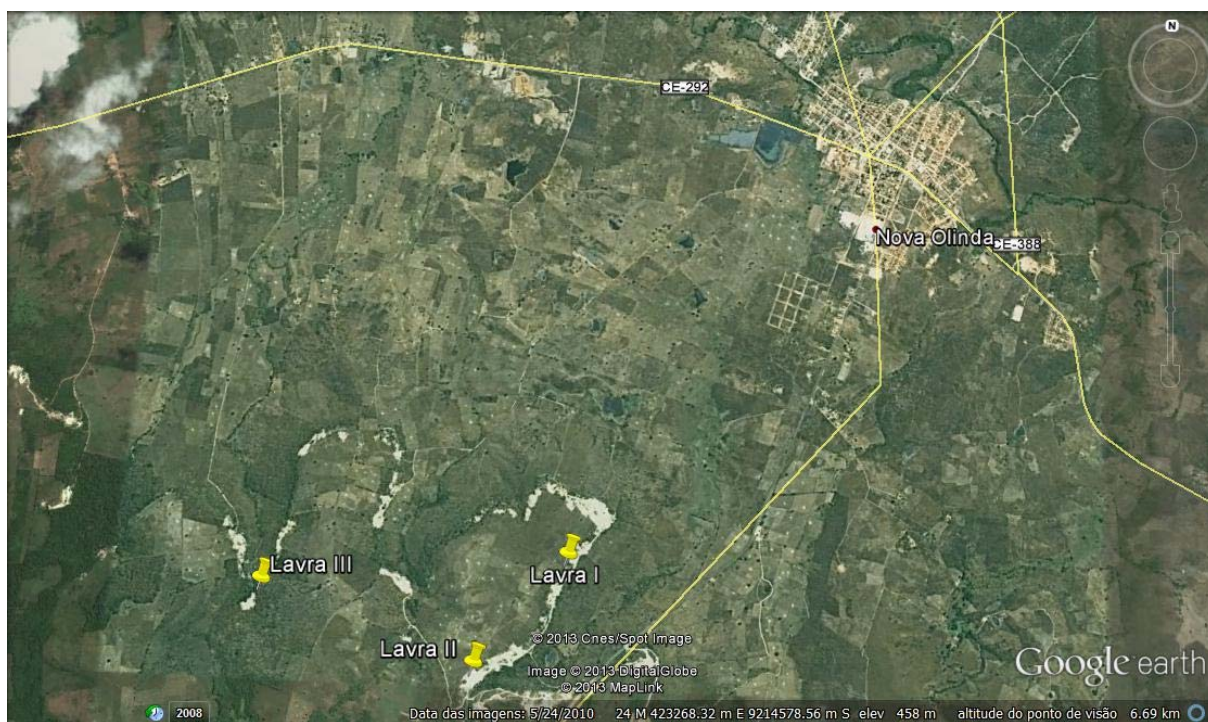 N
CE-292
Nova Olinda
CE-388
Lavra III
Lavra I
Lavra II
© 2013 Cnes/Spot Image
Image © 2013 DigitalGlobe
© 2013 MapLink
Google earth
2008
Data das imagens: 5/24/2010 24 M 423268.32 m E 9214578.56 m S elev 458 m altitude do ponto de visão 6.69 km